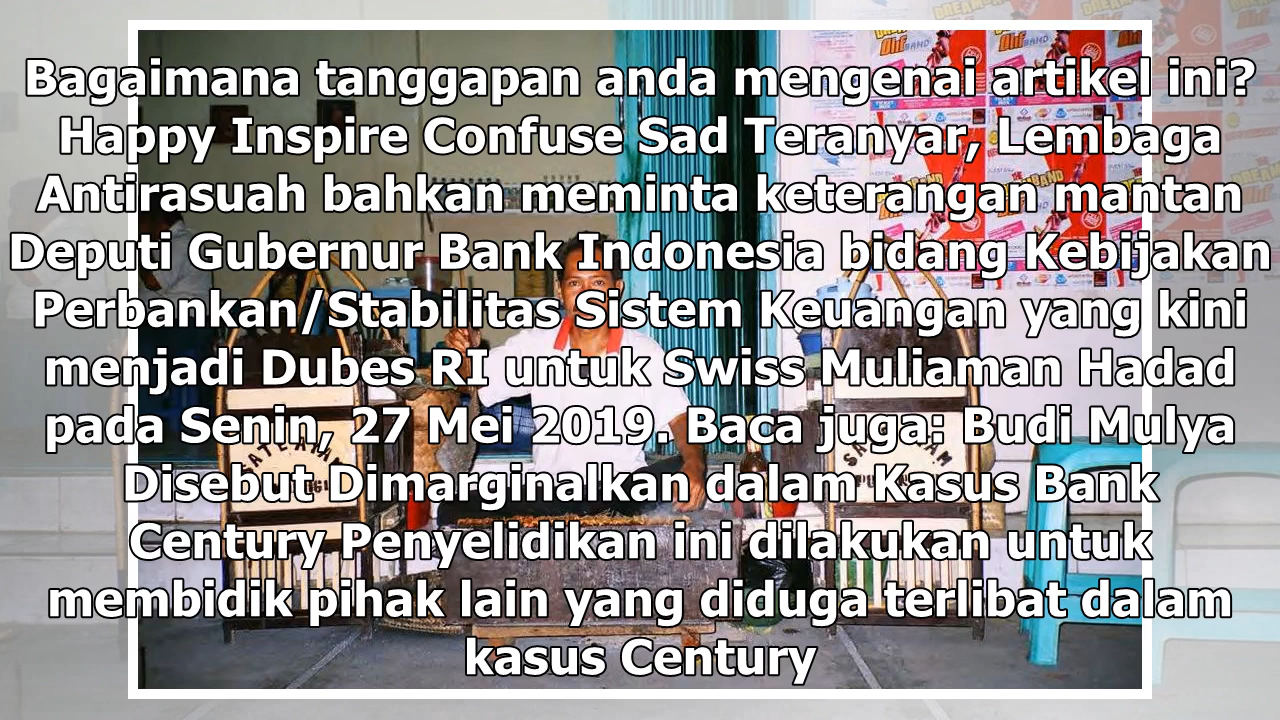 Bagaimana tanggapan anda mengenai artikel ini?
Happy Inspire Confuse Sad Teranyar, Lembaga
Antirasuah bahkan meminta keterangan mantan
Deputi Gubernur Bank Indonesia bidang Kebijakan
Perbankan/Stabilitas Sistem Keuangan yang kini
menjadi Dubes RI untuk Swiss Muliaman Hadad
pada Senin, 27 Mei 2019. Baca juga: Budi Mulya
Disebut Dimarginalkan dalam Kasus Bank
Century Penyelidikan ini dilakukan untuk
membidik pihak lain yang diduga terlibat dalam
kasus Century